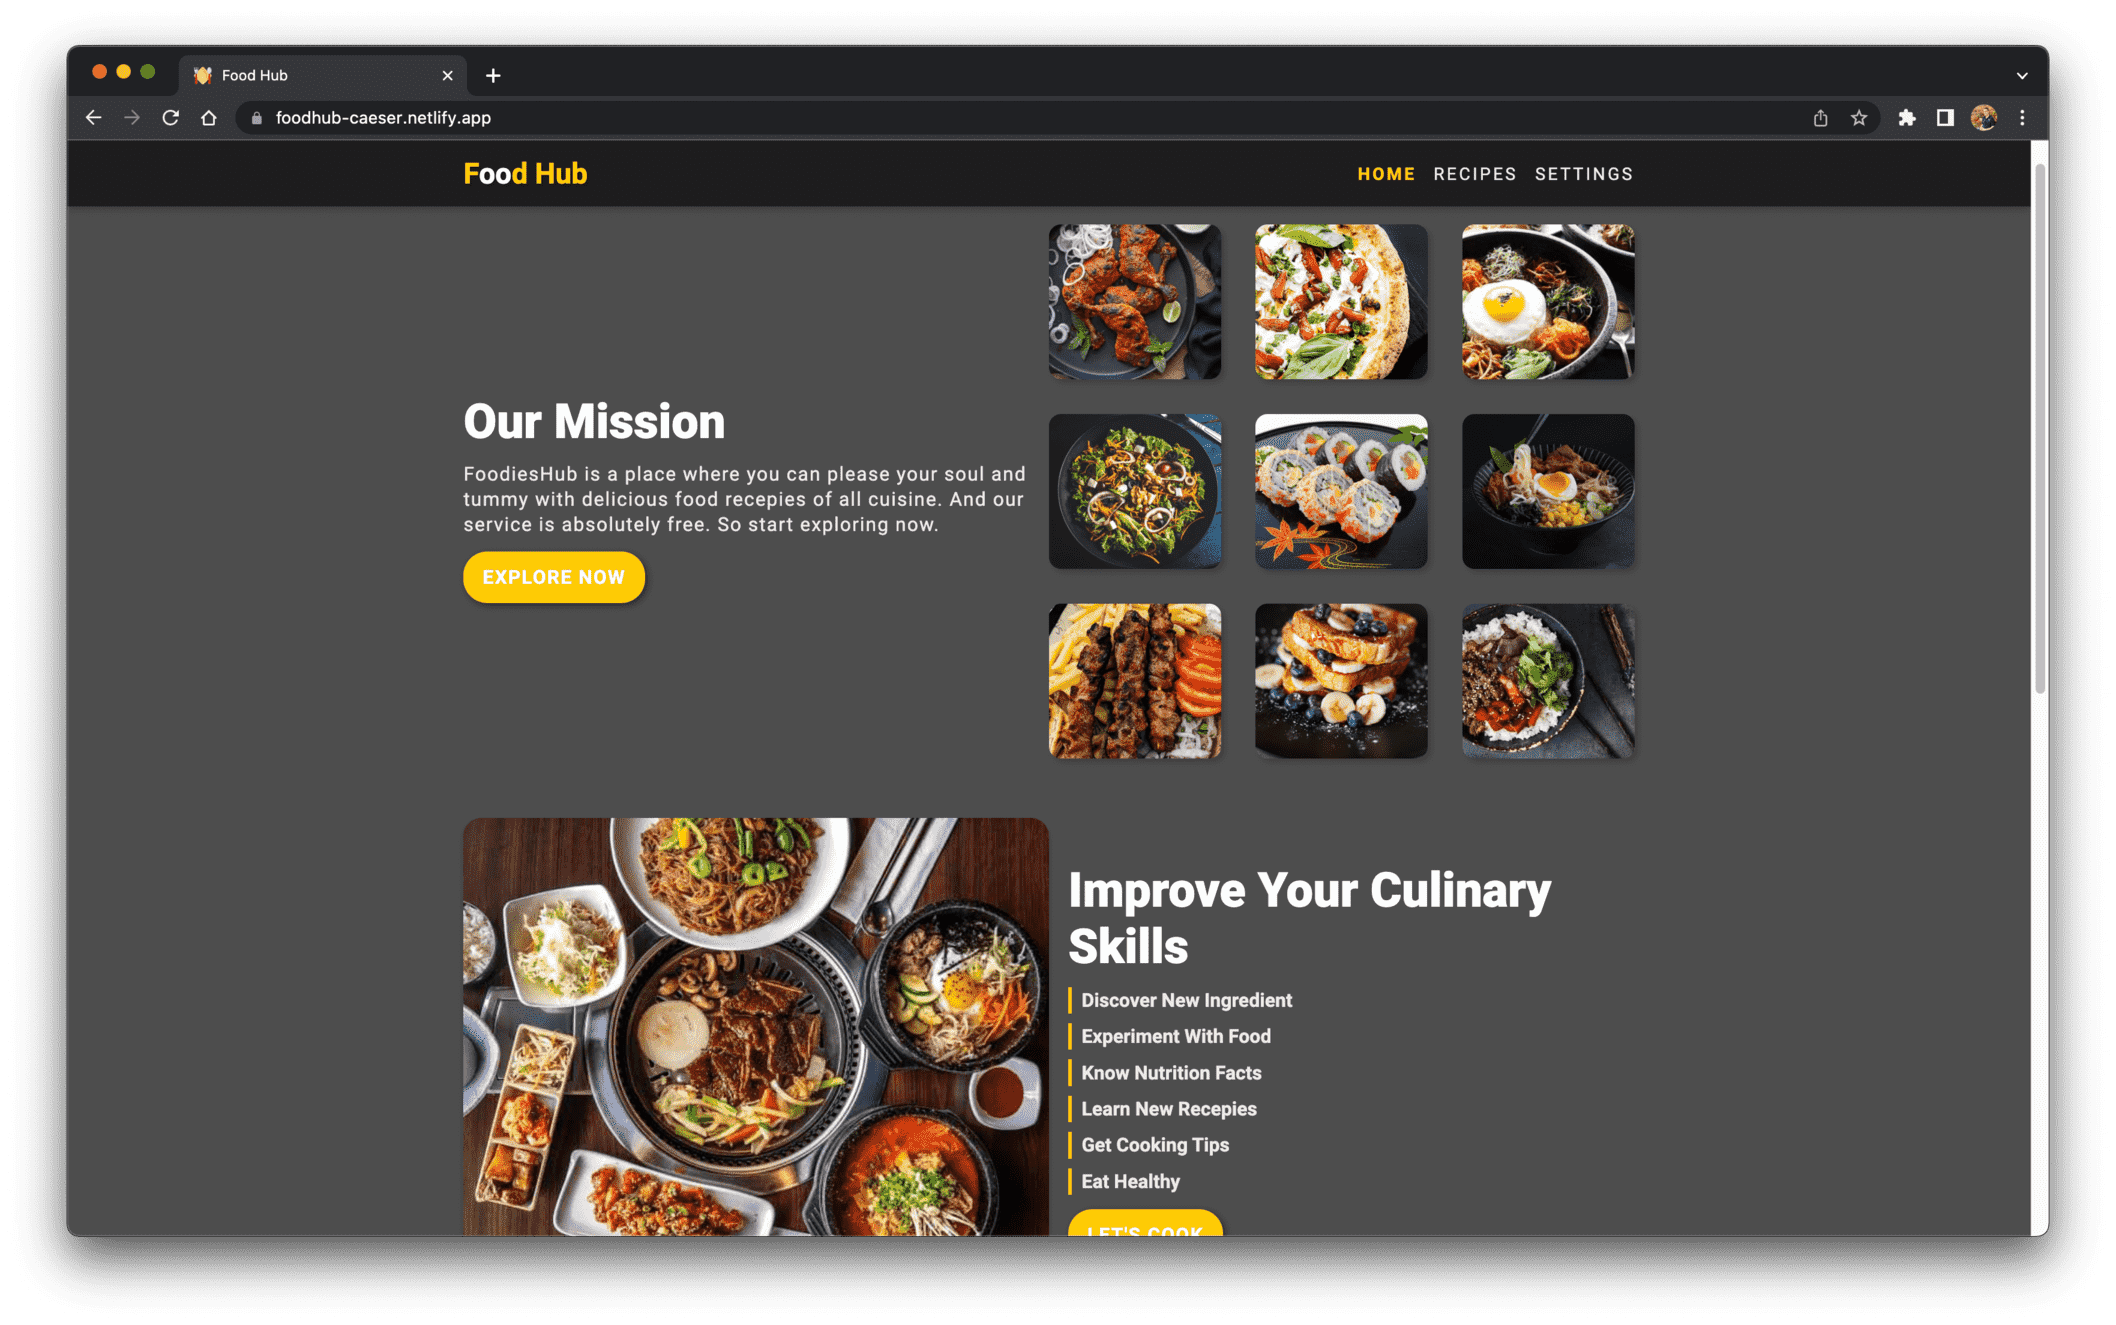 Food Hub
foodhub-caeser.netlify.app
Food Hub
HOME RECIPES SETTINGS
Our Mission
FoodiesHub is a place where you can please your soul and
tummy with delicious food recepies of all cuisine. And our
service is absolutely free. So start exploring now.
EXPLORE NOW
Improve Your Culinary
Skills
Discover New Ingredient
Experiment With Food
Know Nutrition Facts
Learn New Recepies
Get Cooking Tips
Eat Healthy
LET'S COOK